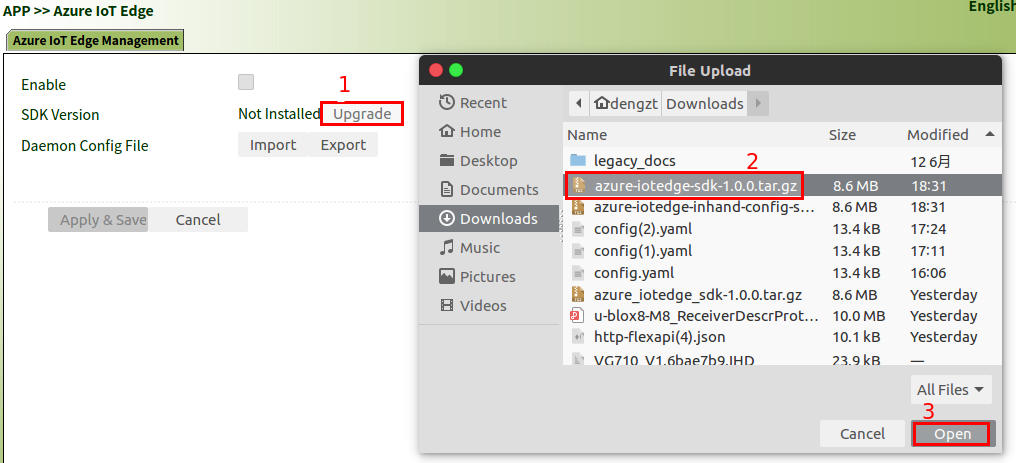 APP >> Azure IoT Edge
English
Azure IoT Edge Management
Enable
SDK Version Not Installed Upgrade
Daemon Config File Import Export
Apply & Save Cancel
1
File Upload
Recent
Home
Desktop
Documents
Downloads
Music
Pictures
Videos
dengzt Downloads
Name Size Modified
legacy_docs 12 6月
2
azure-iotedge-sdk-1.0.0.tar.gz 8.6 MB 18:31
azure-iotedge-inhand-config-s... 8.6 MB 18:31
config(2).yaml 13.4 kB 17:24
config(1).yaml 13.4 kB 17:11
config.yaml 13.4 kB 16:06
azure_iotedge_sdk-1.0.0.tar.gz 8.6 MB Yesterday
u-blox8-M8_ReceiverDescrProt... 10.0 MB Yesterday
http-flexapi(4).json 10.1 kB Yesterday
VG710_V1.6bae7b9.IHD 23.9 kB —
All Files
3
Cancel Open